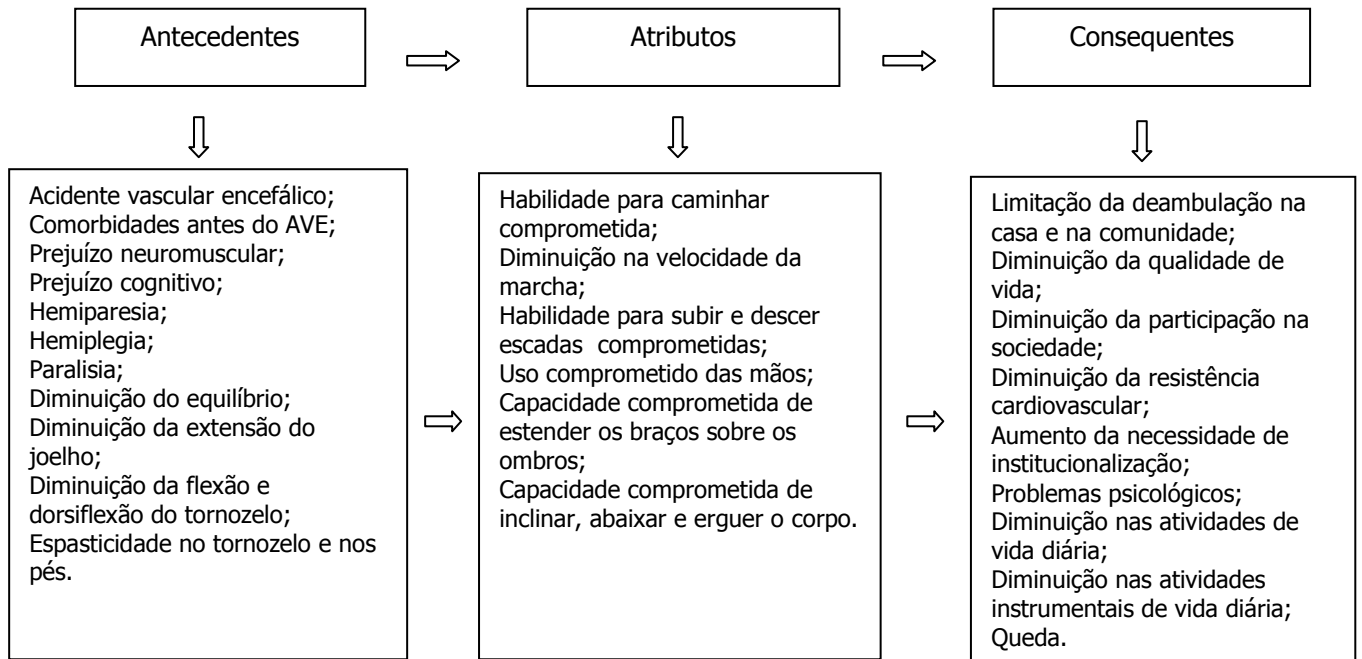 Antecedentes
Atributos
Consequentes
Acidente vascular encefálico;
Comorbidades antes do AVE;
Prejuízo neuromuscular;
Prejuízo cognitivo;
Hemiparesia;
Hemiplegia;
Paralisia;
Diminuição do equilíbrio;
Diminuição da extensão do
joelho;
Diminuição da flexão e
dorsiflexão do tornozelo;
Espasticidade no tornozelo e nos
pés.
Habilidade para caminhar
comprometida;
Diminuição na velocidade da
marcha;
Habilidade para subir e descer
escadas comprometidas;
Uso comprometido das mãos;
Capacidade comprometida de
estender os braços sobre os
ombros;
Capacidade comprometida de
inclinar, abaixar e erguer o corpo.
Limitação da deambulação na
casa e na comunidade;
Diminuição da qualidade de
vida;
Diminuição da participação na
sociedade;
Diminuição da resistência
cardiovascular;
Aumento da necessidade de
institucionalização;
Problemas psicológicos;
Diminuição nas atividades de
vida diária;
Diminuição nas atividades
instrumentais de vida diária;
Queda.